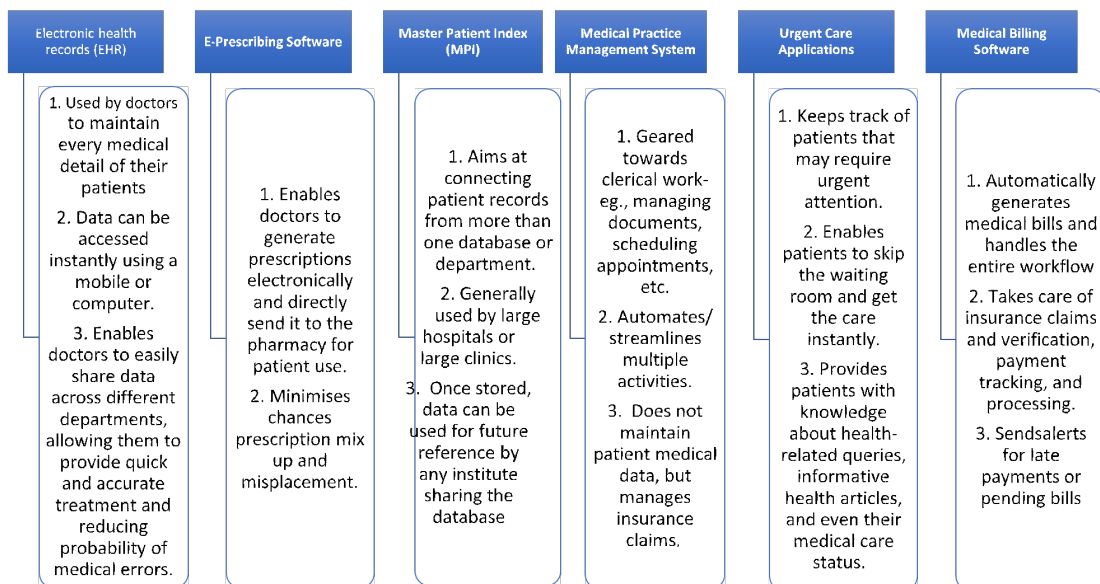 Electronic health
records (EHR)
1. Used by doctors
to maintain
every medical
detail of their
patients
2. Data can be
accessed
instantly using a
mobile or
computer.
3. Enables
doctors to easily
share data
across different
departments,
allowing them to
provide quick
and accurate
treatment and
reducing
probability of
medical errors.
E-Prescribing Software
1. Enables
doctors to
generate
prescriptions
electronically
and directly
send it to the
pharmacy for
patient use.
2. Minimises
chances
prescription mix
up and
misplacement.
Master Patient Index
(MPI)
1. Aims at
connecting
patient records
from more than
one database or
department.
2. Generally
used by large
hospitals or
large clinics.
3. Once stored,
data can be
used for future
reference by
any institute
sharing the
database
Medical Practice
Management System
1. Geared
towards
clerical work-
eg., managing
documents,
scheduling
appointments,
etc.
2. Automates/
streamlines
multiple
activities.
3. Does not
maintain
patient medical
data, but
manages
insurance
claims.
Urgent Care
Applications
1. Keeps track of
patients that
may require
urgent
attention.
2. Enables
patients to skip
the waiting
room and get
the care
instantly.
3. Provides
patients with
knowledge
about health-
related queries,
informative
health articles,
and even their
medical care
status.
Medical Billing
Software
1. Automatically
generates
medical bills and
handles the
entire workflow
2. Takes care of
insurance claims
and verification,
payment
tracking, and
processing.
3. Sendsalerts
for late
payments or
pending bills